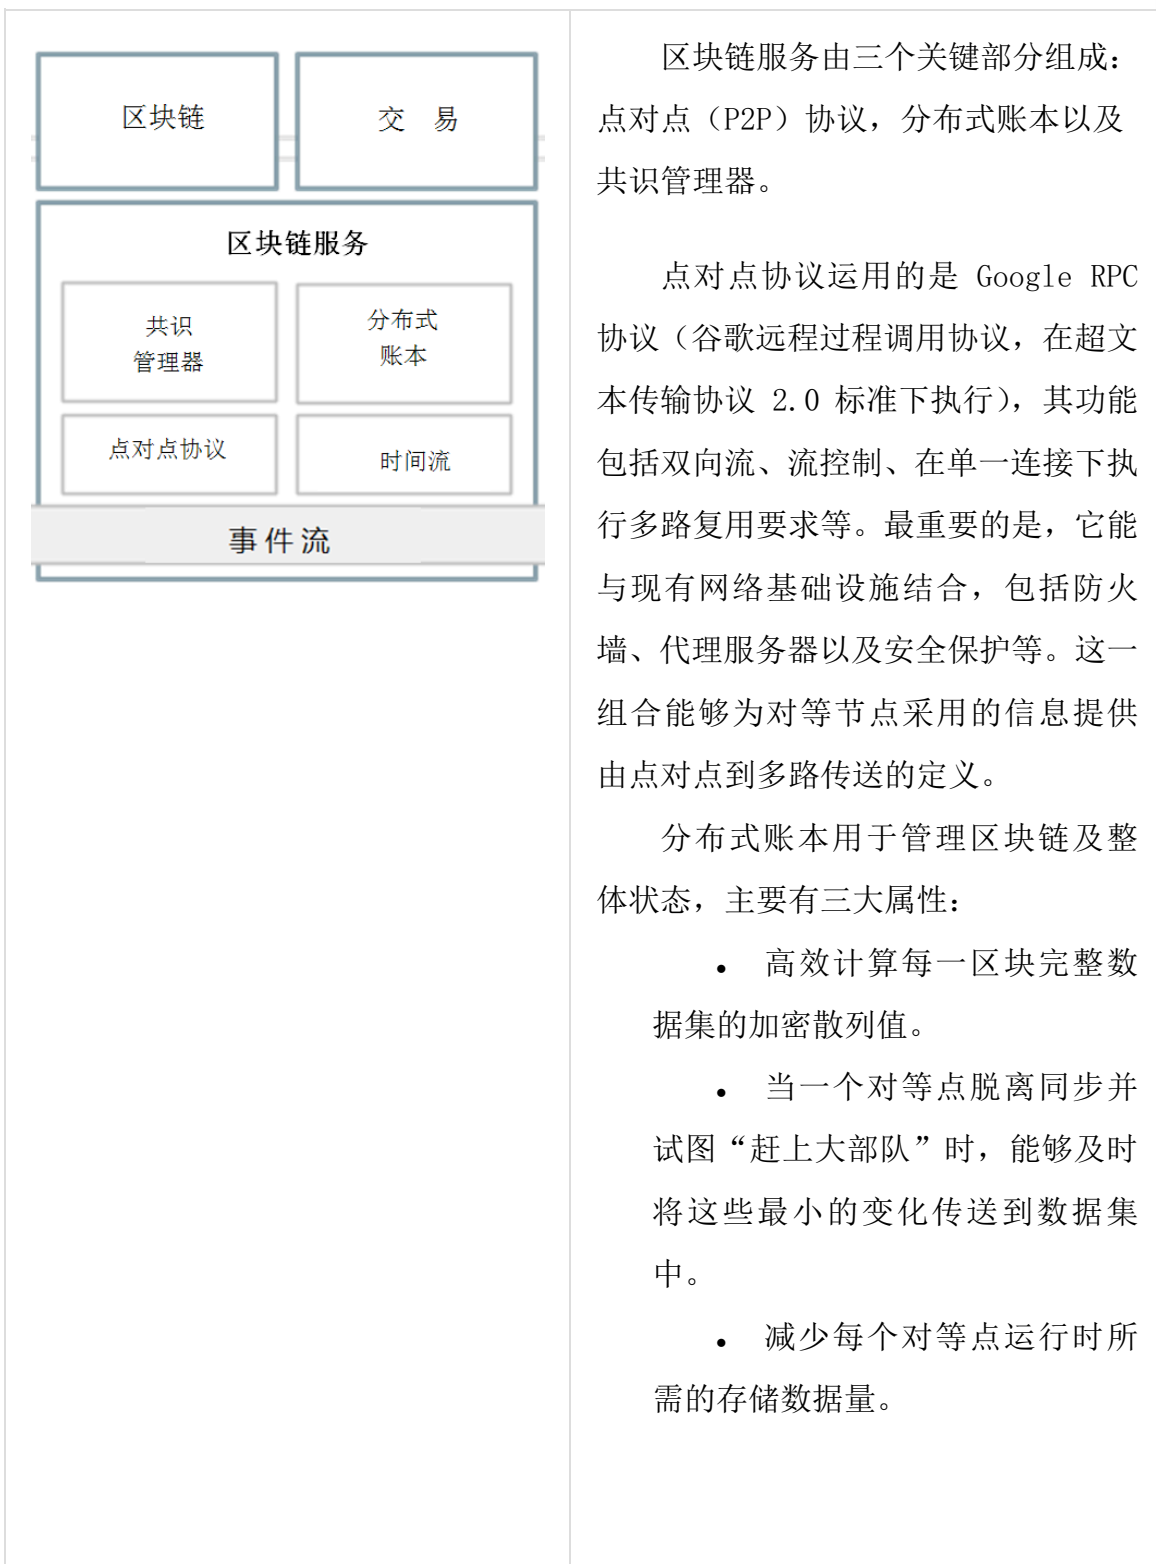 区块链
交 易
区块链服务
共识
管理器
分布式
账本
点对点协议
时间流
事件流
区块链服务由三个关键部分组成：
点对点（P2P）协议，分布式账本以及
共识管理器。
点对点协议运用的是 Google RPC
协议（谷歌远程过程调用协议，在超文
本传输协议 2.0 标准下执行），其功能
包括双向流、流控制、在单一连接下执
行多路复用要求等。最重要的是，它能
与现有网络基础设施结合，包括防火
墙、代理服务器以及安全保护等。这一
组合能够为对等节点采用的信息提供
由点对点到多路传送的定义。
分布式账本用于管理区块链及整
体状态，主要有三大属性：
• 高效计算每一区块完整数
据集的加密散列值。
• 当一个对等点脱离同步并
试图“赶上大部队”时，能够及时
将这些最小的变化传送到数据集
中。
• 减少每个对等点运行时所
需的存储数据量。